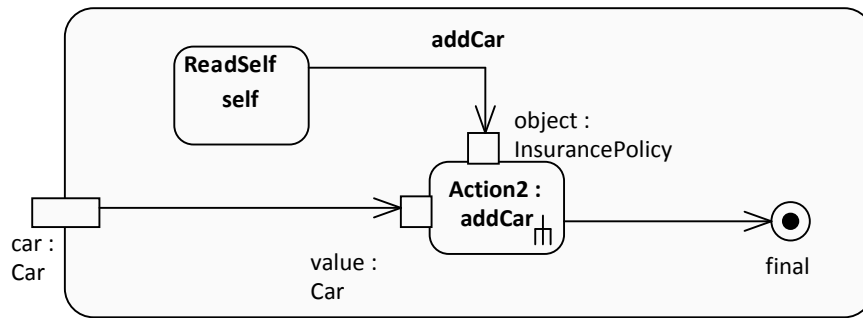 addCar
ReadSelf
self
object :
InsurancePolicy
Action2 :
addCar
car :
Car
value :
Car
final